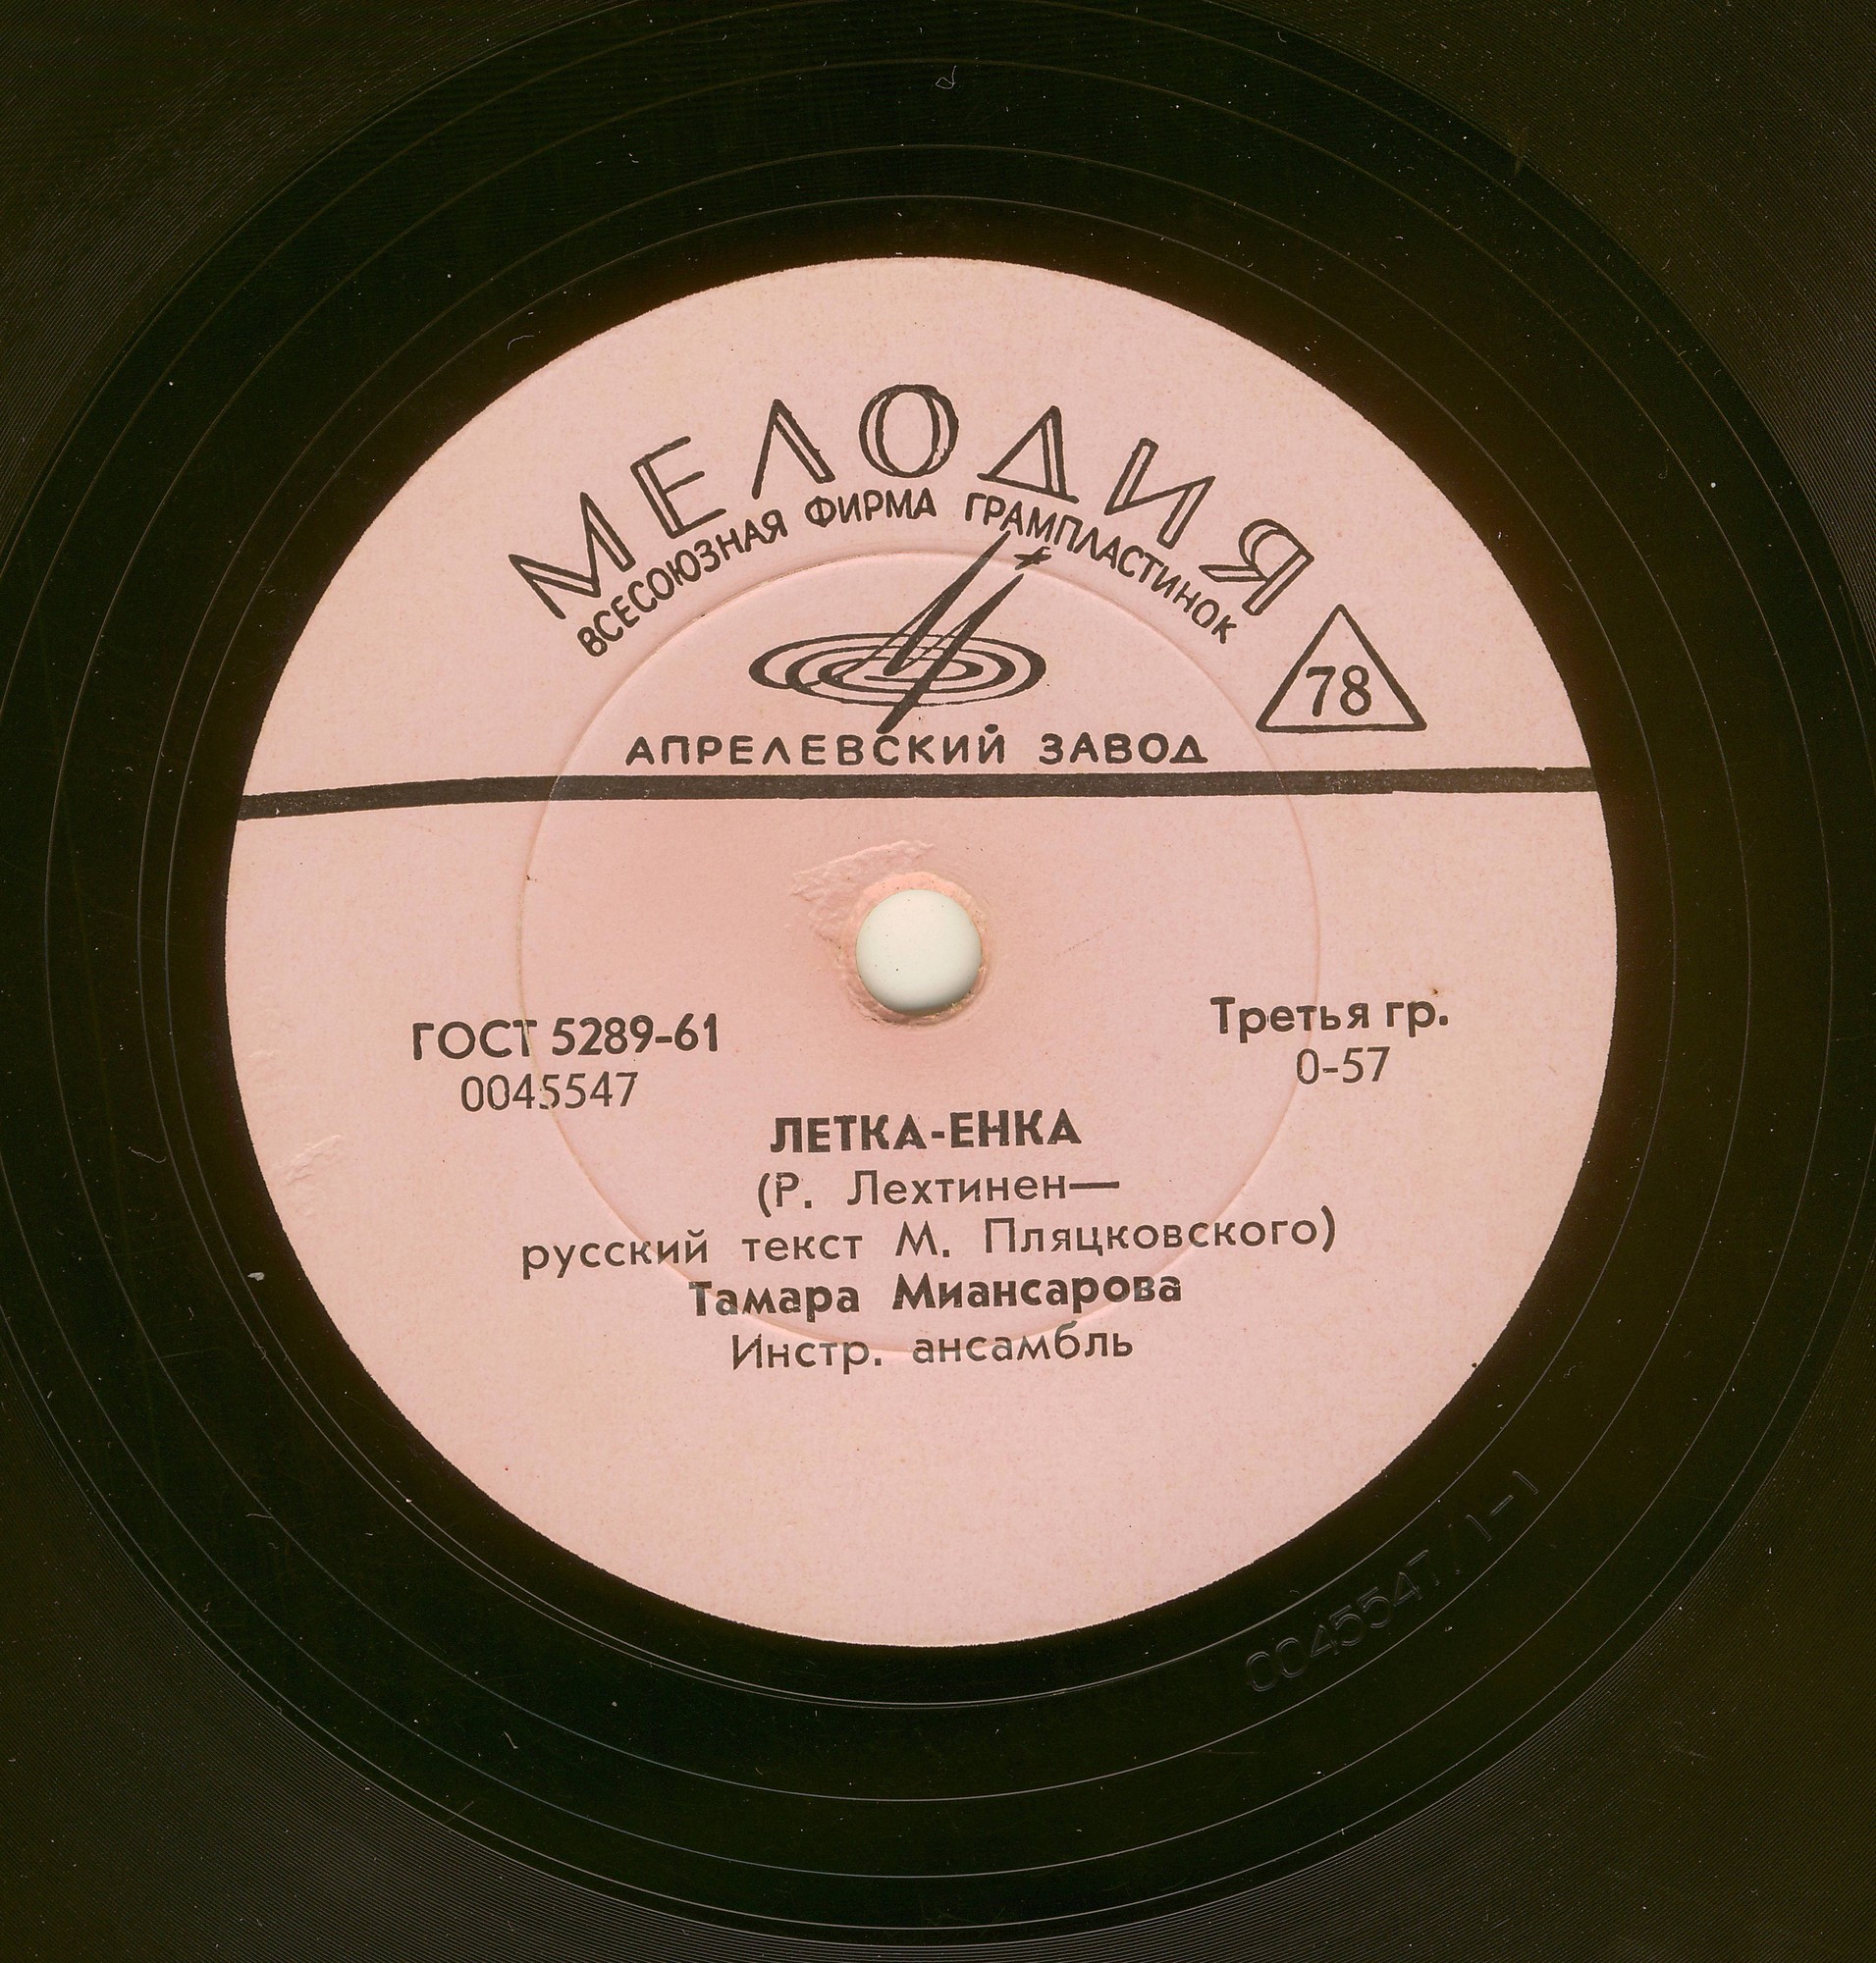 МЕЛОДИЯ
ВСЕСОЮЗНАЯ ФИРМА ГРАМПЛАСТИНОК
78
АПРЕЛЕВСКИЙ ЗАВОД
ГОСТ 5289-61
0045547
Третья гр.
0-57
ЛЕТКА-ЕНКА
(Р. Лехтинен—
русский текст М. Пляцковского)
Тамара Миансарова
Инстр. ансамбль
0045547/1-1